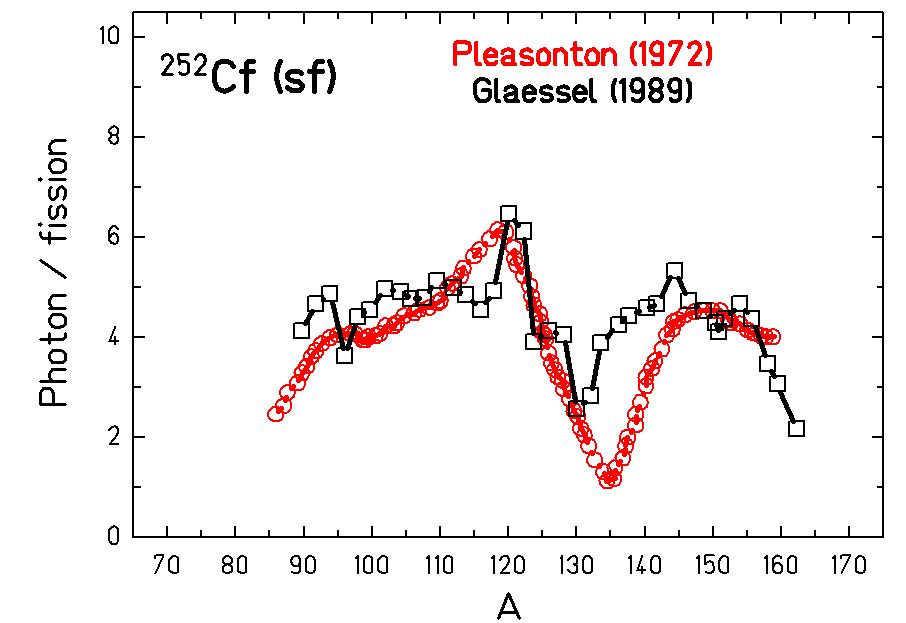 ²⁵²Cf (sf)
Pleasonton (1972)
Glaessel (1989)
Photon / fission
10
8
6
4
2
0
70 80 90 100 110 120 130 140 150 160 170
A